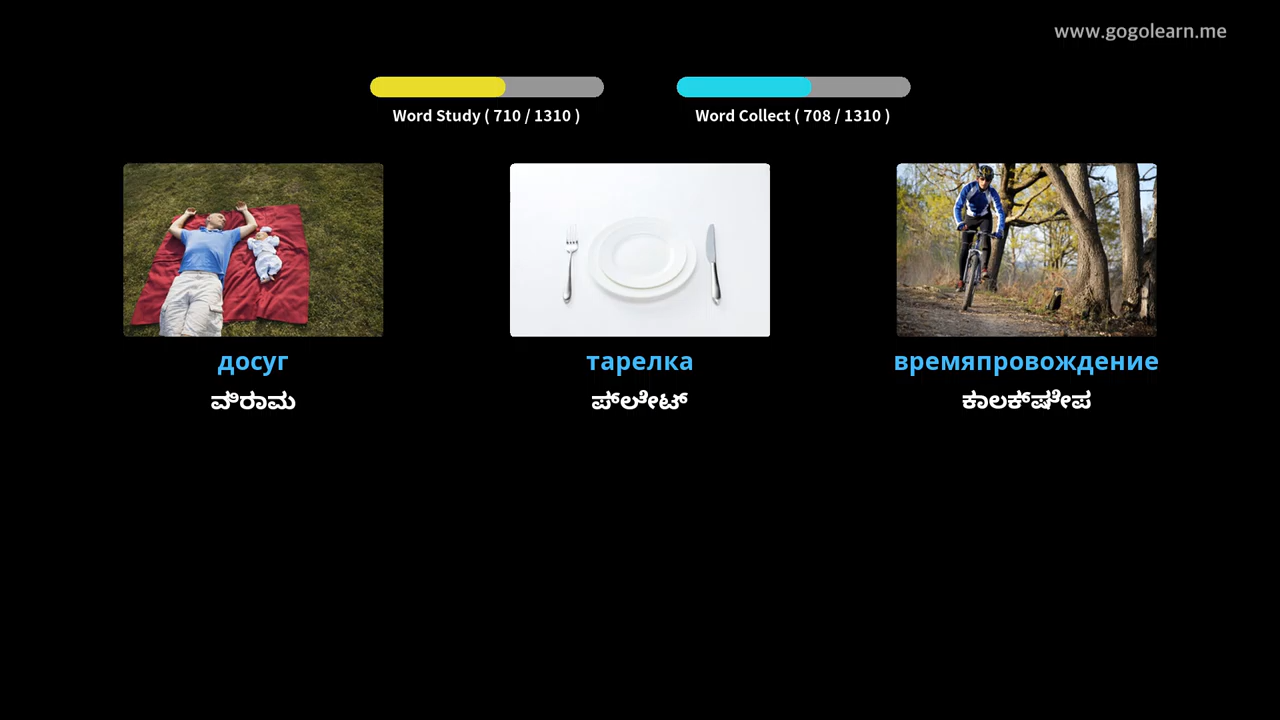 www.gogolearn.me
Word Study ( 710 / 1310 )
Word Collect ( 708 / 1310 )
досуг
тарелка
времяпровождение
ವಿರಾಮ
ಪ್ಲೇಟ್
ಕಾಲಕ್ಷೇಪ